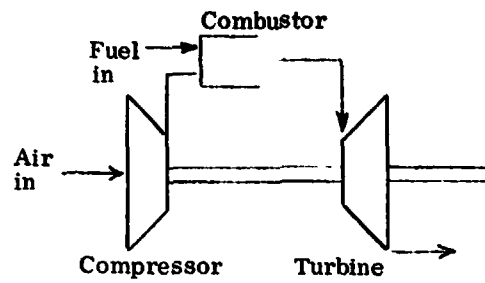 Combustor
Fuel
in
Air
in
Compressor
Turbine